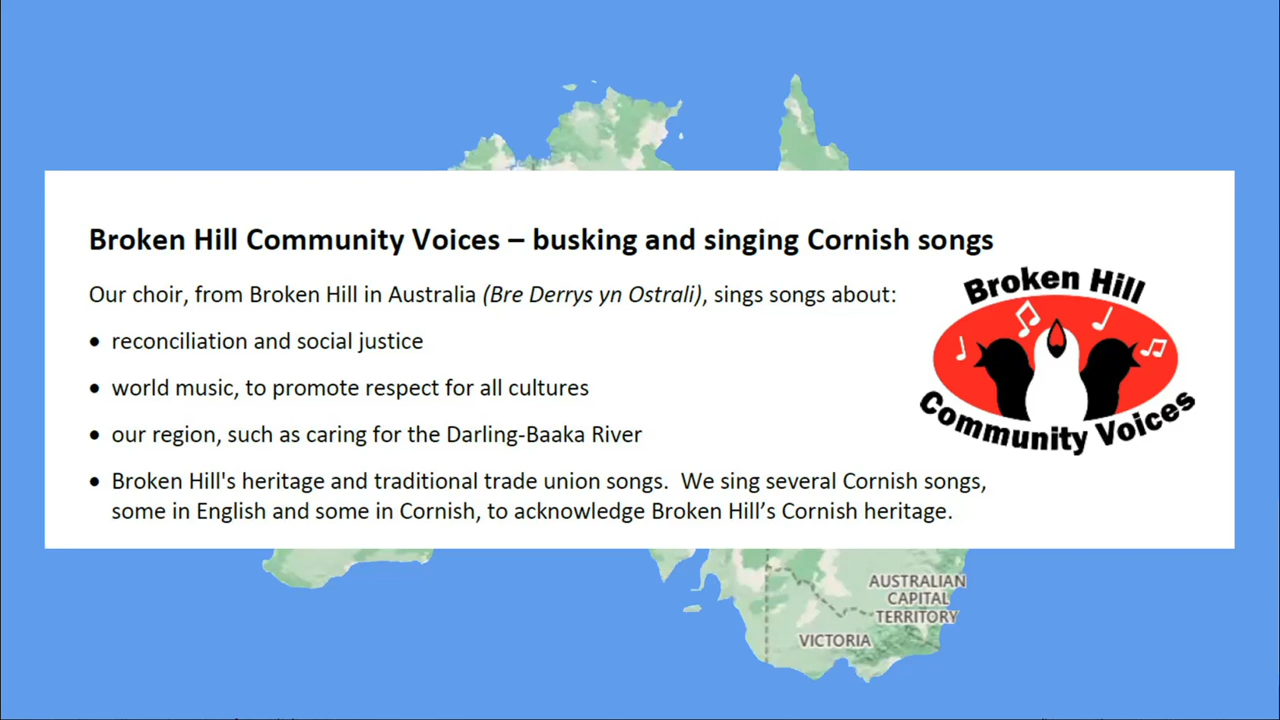 Broken Hill Community Voices – busking and singing Cornish songs
Our choir, from Broken Hill in Australia (Bre Derrys yn Ostrali), sings songs about:
• reconciliation and social justice
• world music, to promote respect for all cultures
• our region, such as caring for the Darling-Baaka River
• Broken Hill's heritage and traditional trade union songs.  We sing several Cornish songs,
some in English and some in Cornish, to acknowledge Broken Hill’s Cornish heritage.
Broken Hill
Community Voices
AUSTRALIAN
CAPITAL
TERRITORY
VICTORIA